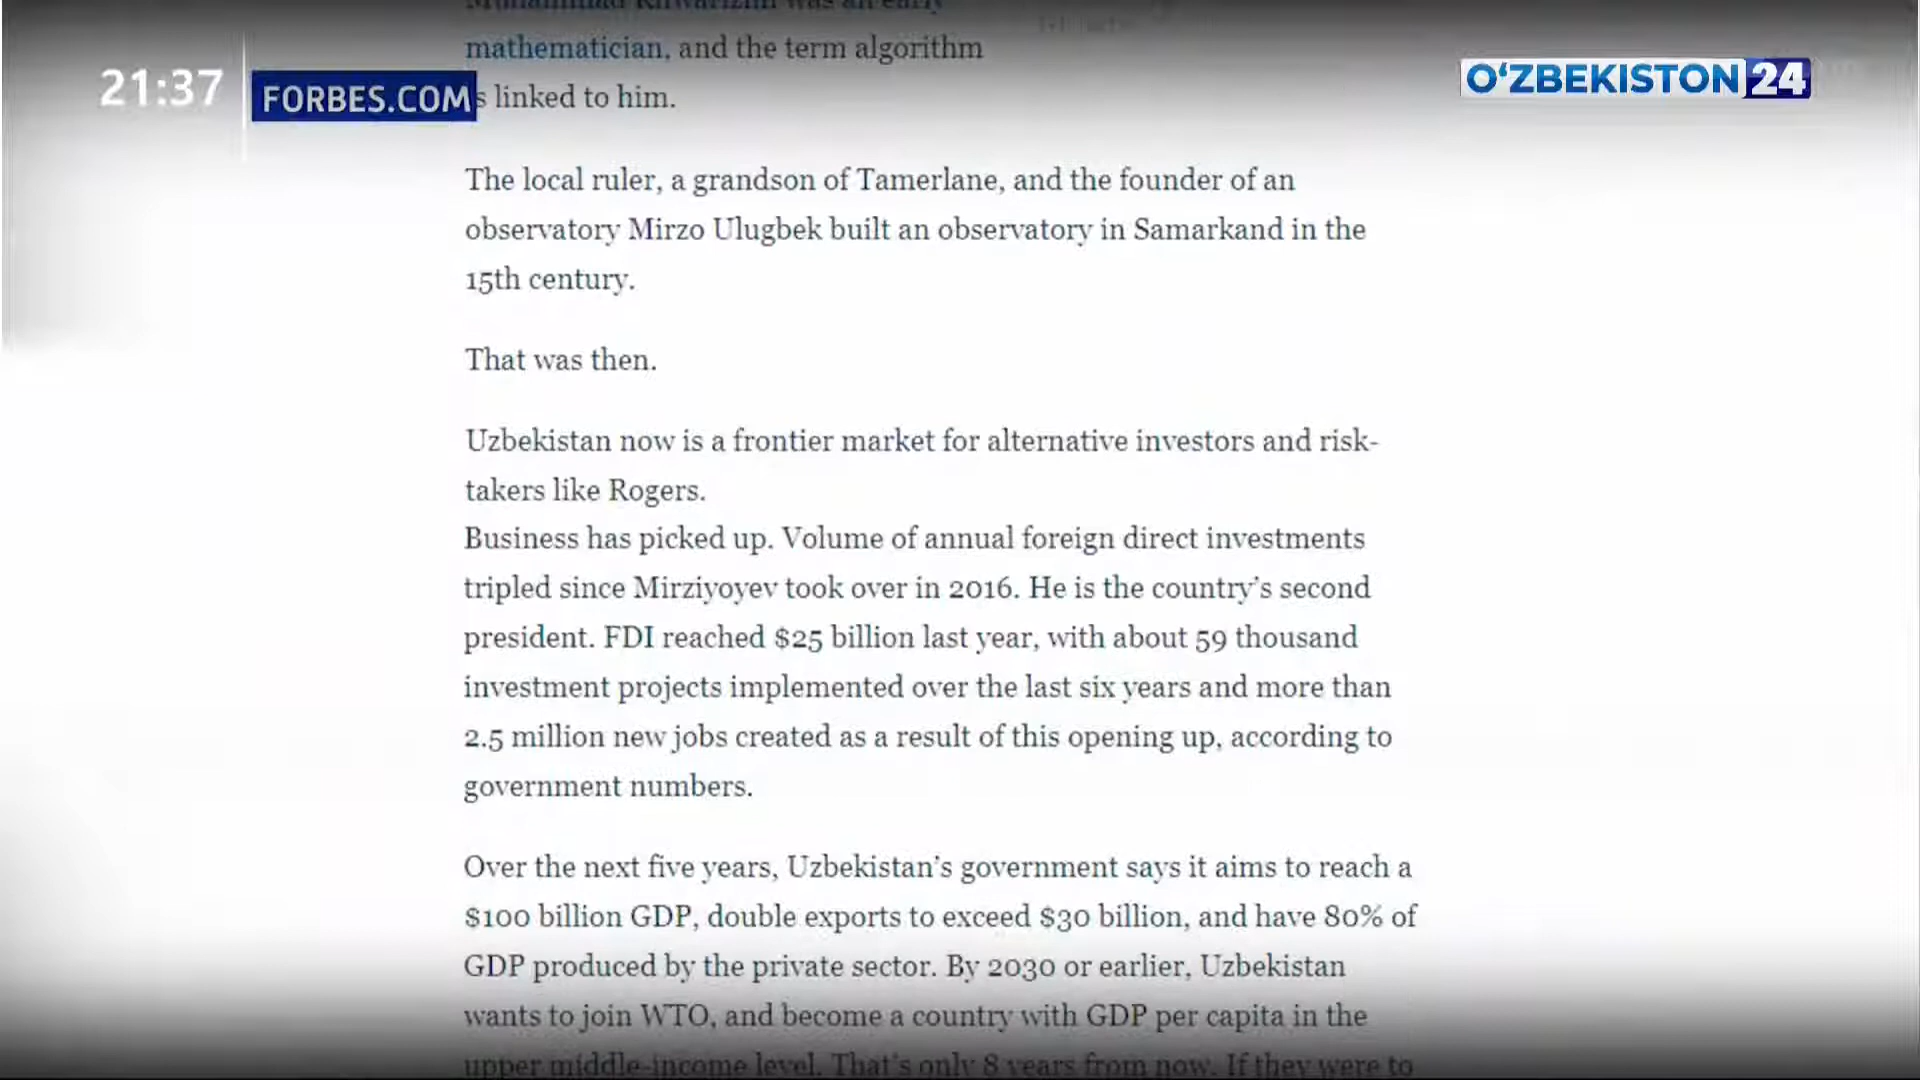 Muhammad Khwarizmi was an early
mathematician, and the term algorithm
21:37
FORBES.COM
s linked to him.
O‘ZBEKISTON 24
The local ruler, a grandson of Tamerlane, and the founder of an
observatory Mirzo Ulugbek built an observatory in Samarkand in the
15th century.
That was then.
Uzbekistan now is a frontier market for alternative investors and risk-
takers like Rogers.
Business has picked up. Volume of annual foreign direct investments
tripled since Mirziyoyev took over in 2016. He is the country's second
president. FDI reached $25 billion last year, with about 59 thousand
investment projects implemented over the last six years and more than
2.5 million new jobs created as a result of this opening up, according to
government numbers.
Over the next five years, Uzbekistan's government says it aims to reach a
$100 billion GDP, double exports to exceed $30 billion, and have 80% of
GDP produced by the private sector. By 2030 or earlier, Uzbekistan
wants to join WTO, and become a country with GDP per capita in the
upper middle-income level. That's only 8 years from now. If they were to